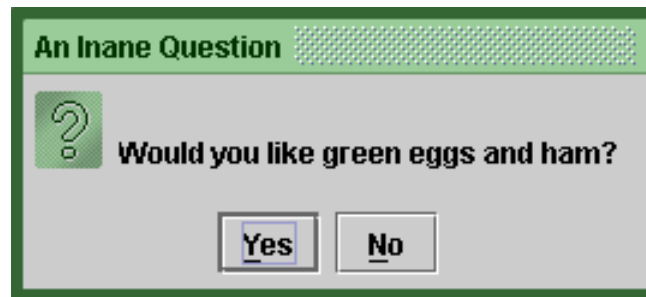 An Inane Question
Would you like green eggs and ham?
Yes No